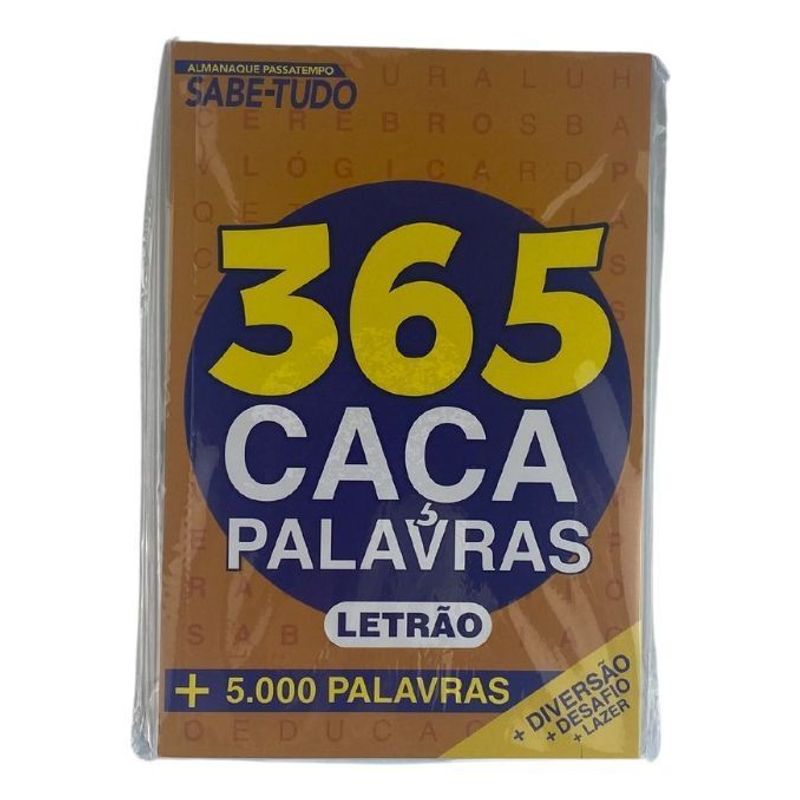 ALMANAQUE PASSATEMPO
SABE-TUDO
U R A L U H
C E R E B R O S B A
V L Ó G I C A R D P
365
CAÇA
PALAVRAS
LETRÃO
+ 5.000 PALAVRAS
+ DIVERSÃO
+ DESAFIO
+ LAZER
O E D U C A C